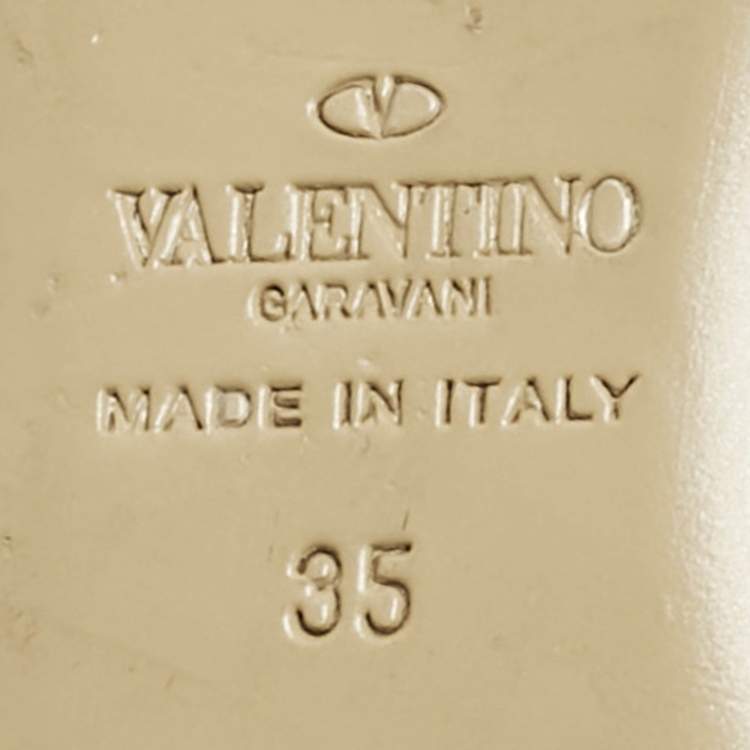 V
VALENTINO
GARAVANI
MADE IN ITALY
35